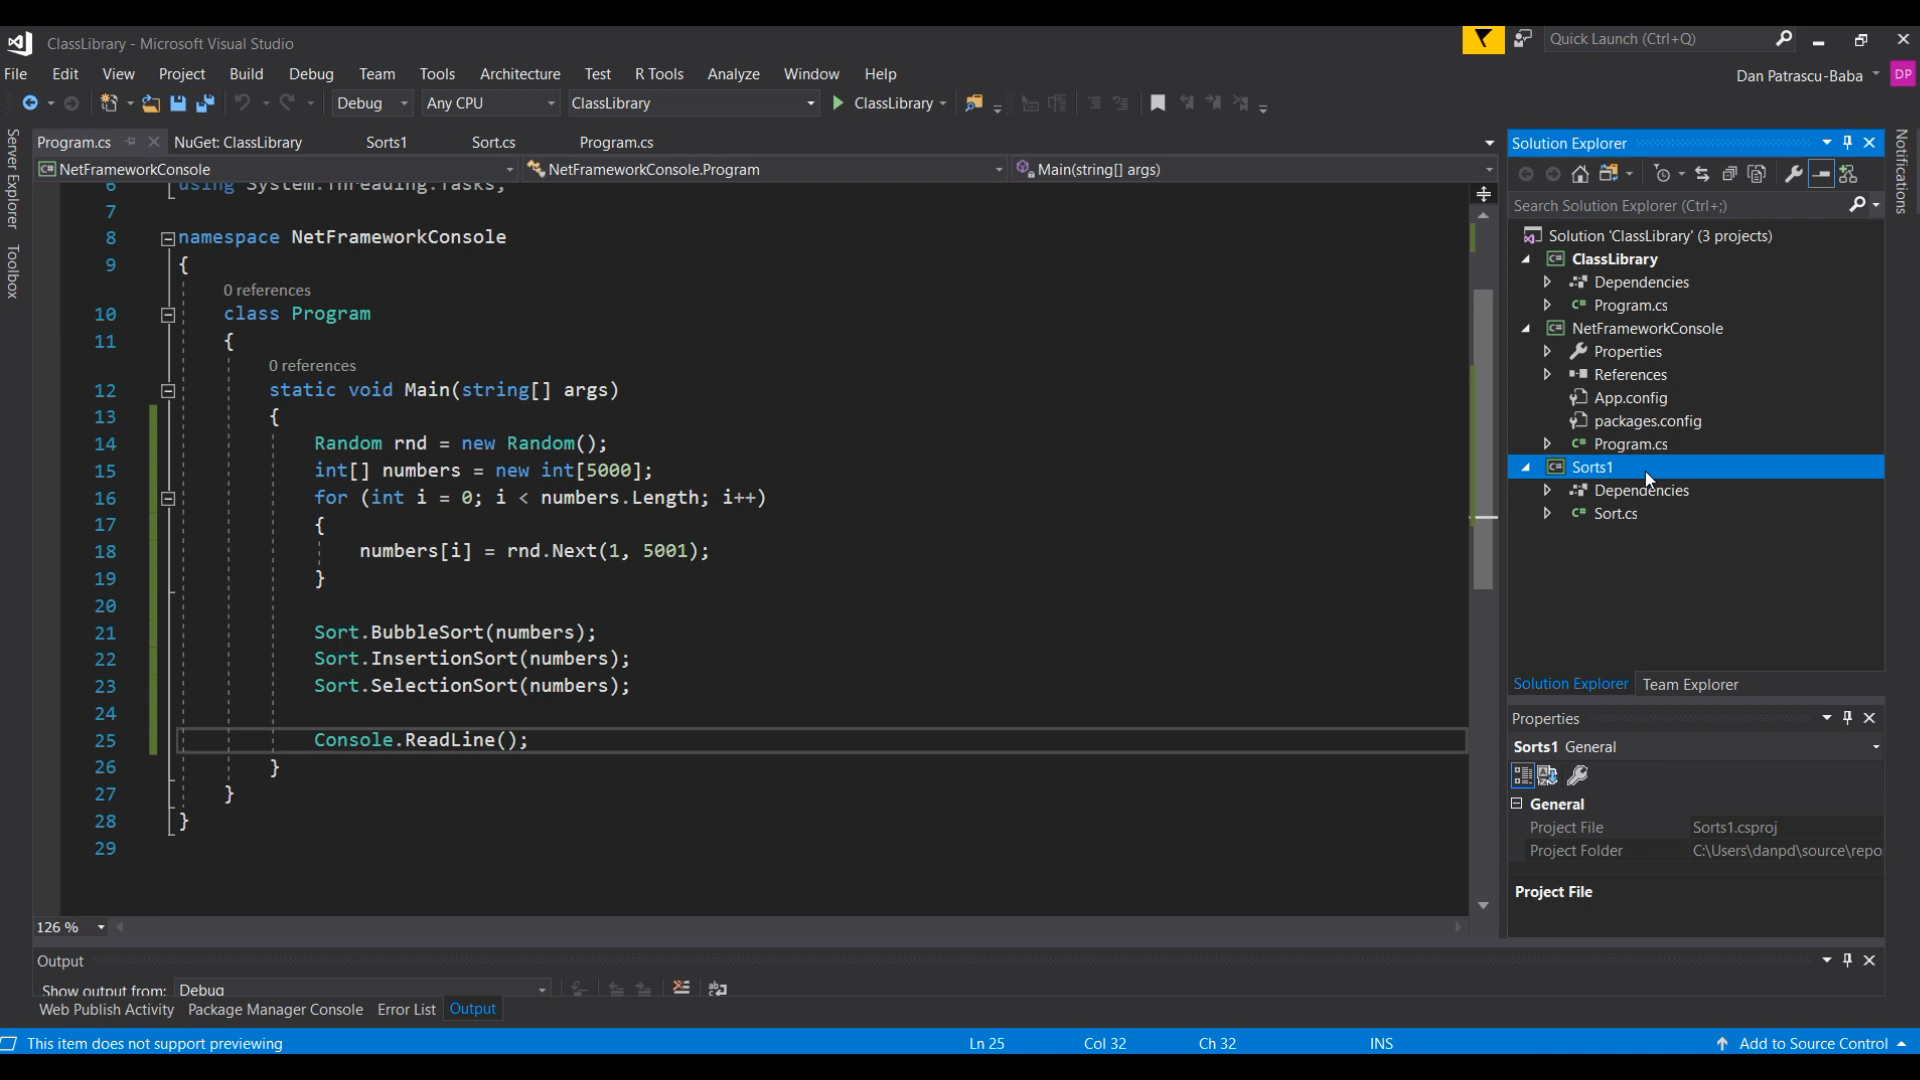 ClassLibrary - Microsoft Visual Studio
Quick Launch (Ctrl+Q)
File Edit View Project Build Debug Team Tools Architecture Test R Tools Analyze Window Help
Dan Patrascu-Baba DP
Debug Any CPU ClassLibrary ClassLibrary
Server Explorer
Toolbox
Program.cs NuGet: ClassLibrary Sorts1 Sort.cs Program.cs
NetFrameworkConsole NetFrameworkConsole.Program Main(string[] args)
6 using System.Threading.Tasks;
7
8 namespace NetFrameworkConsole
9 {
0 references
10 class Program
11 {
0 references
12 static void Main(string[] args)
13 {
14 Random rnd = new Random();
15 int[] numbers = new int[5000];
16 for (int i = 0; i < numbers.Length; i++)
17 {
18 numbers[i] = rnd.Next(1, 5001);
19 }
20
21 Sort.BubbleSort(numbers);
22 Sort.InsertionSort(numbers);
23 Sort.SelectionSort(numbers);
24
25 Console.ReadLine();
26 }
27 }
28 }
29
126 %
Solution Explorer
Search Solution Explorer (Ctrl+;)
Solution 'ClassLibrary' (3 projects)
C# ClassLibrary
Dependencies
C# Program.cs
C# NetFrameworkConsole
Properties
References
App.config
packages.config
C# Program.cs
C# Sorts1
Dependencies
C# Sort.cs
Solution Explorer Team Explorer
Properties
Sorts1 General
General
Project File Sorts1.csproj
Project Folder C:\Users\danpd\source\repo
Project File
Notifications
Output
Show output from: Debug
Web Publish Activity Package Manager Console Error List Output
This item does not support previewing Ln 25 Col 32 Ch 32 INS Add to Source Control